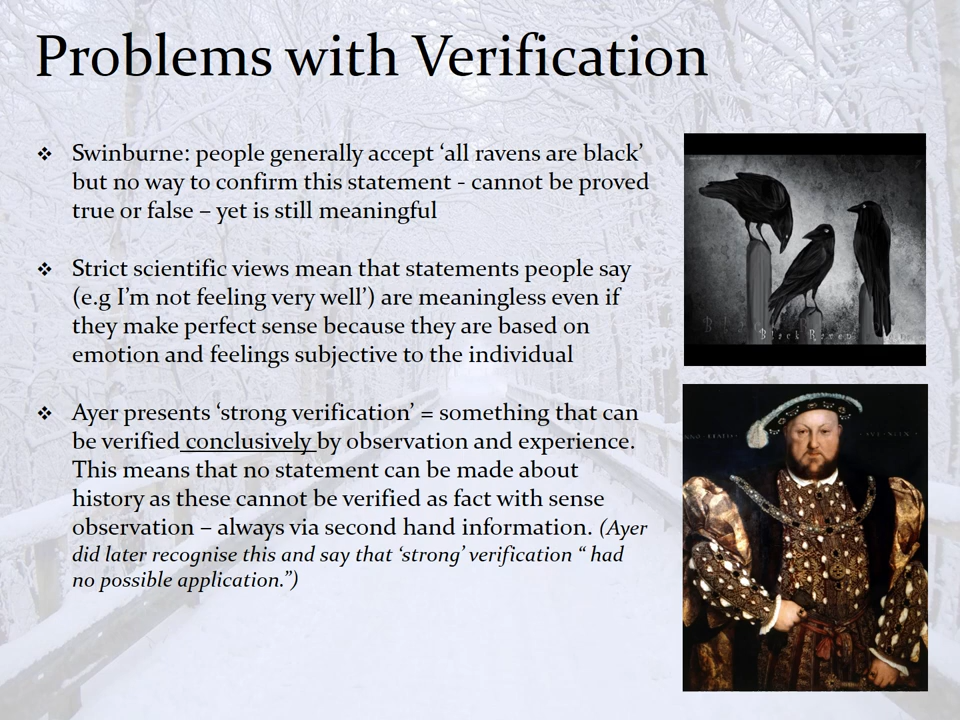 Problems with Verification
❖ Swinburne: people generally accept ‘all ravens are black’
but no way to confirm this statement - cannot be proved
true or false – yet is still meaningful
❖ Strict scientific views mean that statements people say
(e.g I’m not feeling very well’) are meaningless even if
they make perfect sense because they are based on
emotion and feelings subjective to the individual
❖ Ayer presents ‘strong verification’ = something that can
be verified conclusively by observation and experience.
This means that no statement can be made about
history as these cannot be verified as fact with sense
observation – always via second hand information. (Ayer
did later recognise this and say that ‘strong’ verification “ had
no possible application.”)
Black Raven